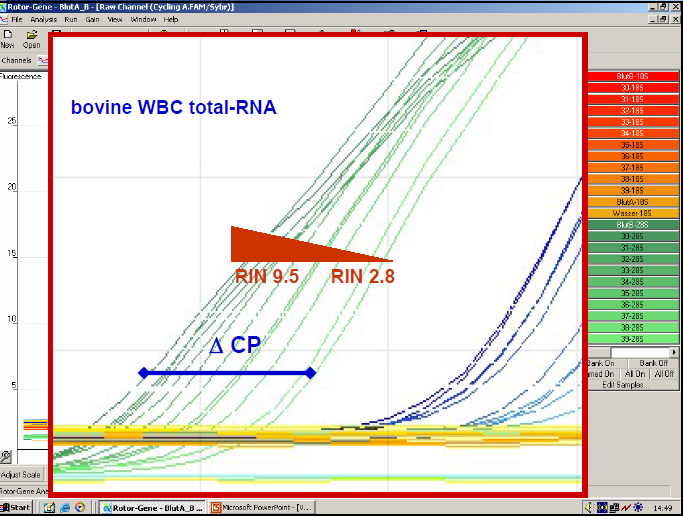 Rotor-Gene - BlutA_B - [Raw Channel (Cycling A.FAM/Sybr)]
File Analysis Run Gain View Window Help
New Open
Channels
Fluorescence
25
20
15
10
5
bovine WBC total-RNA
RIN 9.5 RIN 2.8
Δ CP
BlutB-18S
30-18S
31-18S
32-18S
33-18S
34-18S
35-18S
36-18S
37-18S
38-18S
39-18S
BlutA-18S
Wasser-18S
BlutB-28S
30-28S
31-28S
32-28S
33-28S
34-28S
35-28S
36-28S
37-28S
38-28S
39-28S
Bank On Bank Off
med On All On All Off
Edit Samples...
Adjust Scale
Rotor-Gene Ana
Start Rotor-Gene - BlutA_B ... Microsoft PowerPoint - [V... 14:49